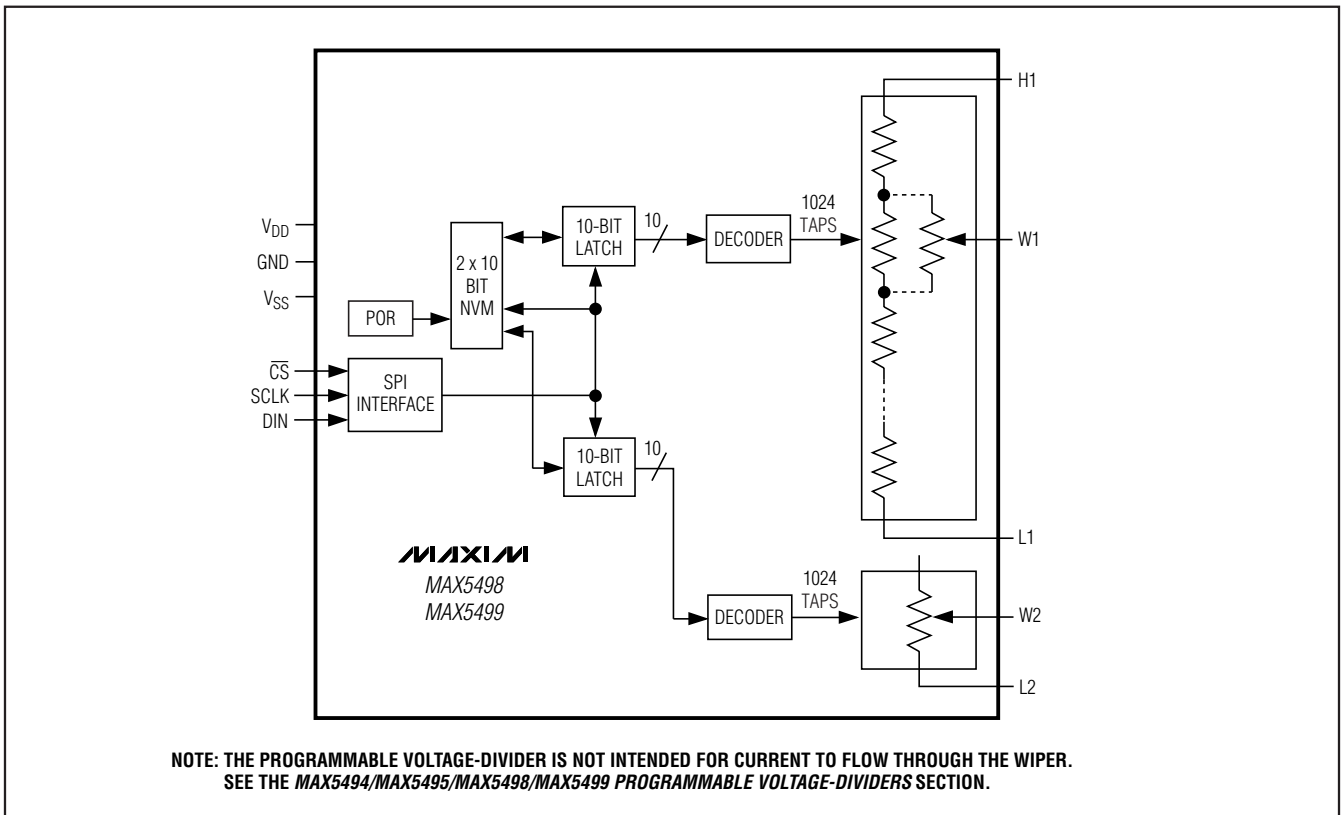 H1
1024
TAPS
V_DD
GND
V_SS
10-BIT
LATCH
10
DECODER
W1
2 x 10
BIT
NVM
POR
C̅S̅
SCLK
DIN
SPI
INTERFACE
10-BIT
LATCH
10
L1
MAXIM
MAX5498
MAX5499
1024
TAPS
DECODER
W2
L2
NOTE: THE PROGRAMMABLE VOLTAGE-DIVIDER IS NOT INTENDED FOR CURRENT TO FLOW THROUGH THE WIPER.
SEE THE MAX5494/MAX5495/MAX5498/MAX5499 PROGRAMMABLE VOLTAGE-DIVIDERS SECTION.